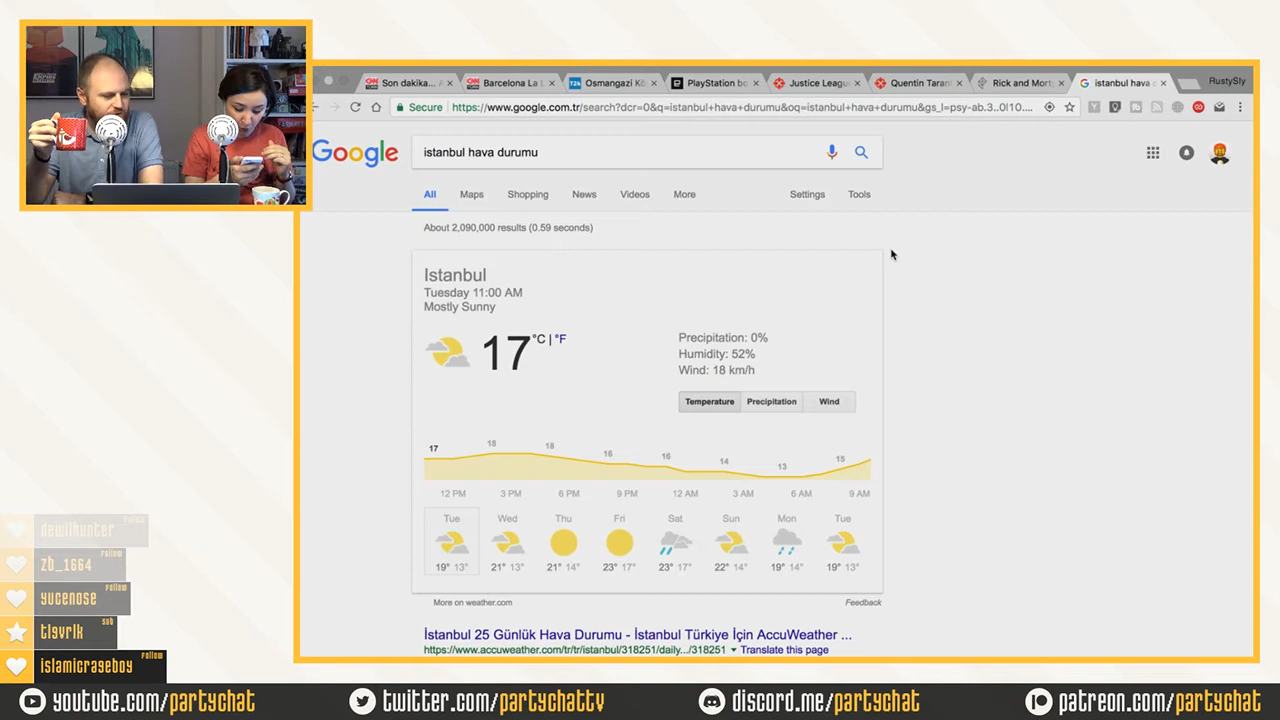 Son dakika... A
Barcelona La L
Osmangazi Kö
PlayStation bo
Justice League
Quentin Tarant
Rick and Morty
istanbul hava d
RustySly
Secure
https://www.google.com.tr/search?dcr=0&q=istanbul+hava+durumu&oq=istanbul+hava+durumu&gs_l=psy-ab.3..0l10....
Google
istanbul hava durumu
All Maps Shopping News Videos More Settings Tools
About 2,090,000 results (0.59 seconds)
Istanbul
Tuesday 11:00 AM
Mostly Sunny
17 °C | °F
Precipitation: 0%
Humidity: 52%
Wind: 18 km/h
Temperature Precipitation Wind
17 18 18 16 16 14 13 15
12 PM 3 PM 6 PM 9 PM 12 AM 3 AM 6 AM 9 AM
Tue Wed Thu Fri Sat Sun Mon Tue
19° 13° 21° 13° 21° 14° 23° 17° 23° 17° 22° 14° 19° 14° 19° 13°
More on weather.com
Feedback
İstanbul 25 Günlük Hava Durumu - İstanbul Türkiye İçin AccuWeather ...
https://www.accuweather.com/tr/tr/istanbul/318251/daily.../318251 Translate this page
dewilhunter follow
zb_1664 follow
yucenose follow
tlgvrlk sub
islamicrageboy follow
youtube.com/partychat
twitter.com/partychattv
discord.me/partychat
patreon.com/partychat